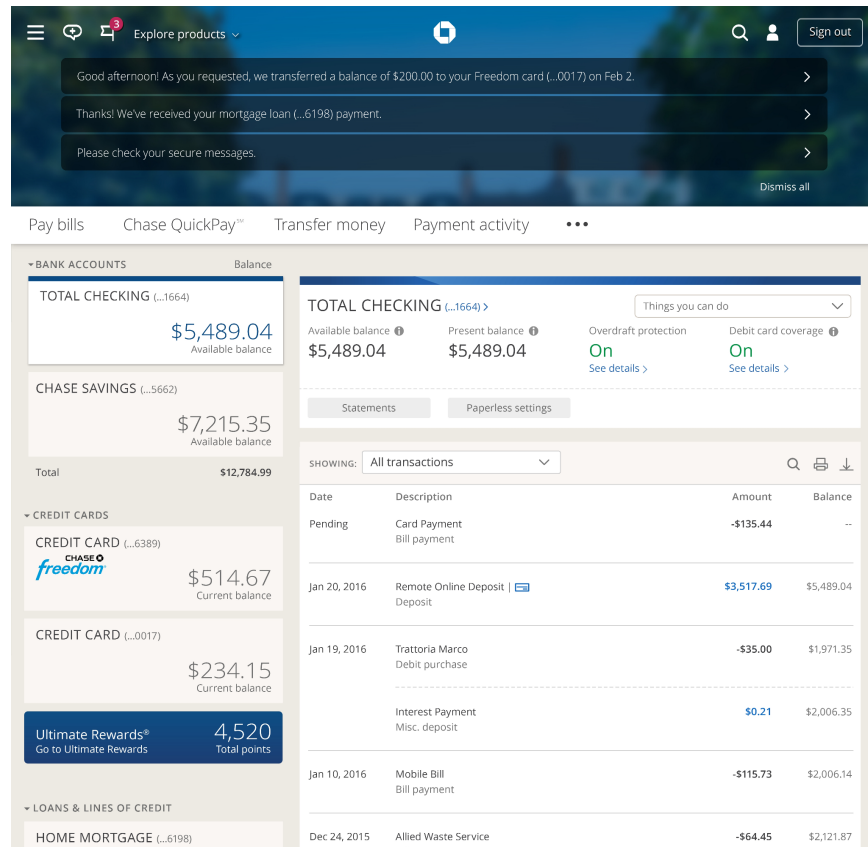 3
Explore products
Sign out
Good afternoon! As you requested, we transferred a balance of $200.00 to your Freedom card (...0017) on Feb 2.
Thanks! We've received your mortgage loan (...6198) payment.
Please check your secure messages.
Dismiss all
Pay bills Chase QuickPay℠ Transfer money Payment activity •••
BANK ACCOUNTS Balance
TOTAL CHECKING (...1664)
$5,489.04
Available balance
CHASE SAVINGS (...5662)
$7,215.35
Available balance
Total $12,784.99
CREDIT CARDS
CREDIT CARD (...6389)
CHASE
freedom
$514.67
Current balance
CREDIT CARD (...0017)
$234.15
Current balance
Ultimate Rewards® 4,520
Go to Ultimate Rewards Total points
LOANS & LINES OF CREDIT
HOME MORTGAGE (...6198)
TOTAL CHECKING (...1664)
Things you can do
Available balance Present balance Overdraft protection Debit card coverage
$5,489.04 $5,489.04 On On
See details See details
Statements Paperless settings
SHOWING: All transactions
Date Description Amount Balance
Pending Card Payment -$135.44 --
Bill payment
Jan 20, 2016 Remote Online Deposit | $3,517.69 $5,489.04
Deposit
Jan 19, 2016 Trattoria Marco -$35.00 $1,971.35
Debit purchase
Interest Payment $0.21 $2,006.35
Misc. deposit
Jan 10, 2016 Mobile Bill -$115.73 $2,006.14
Bill payment
Dec 24, 2015 Allied Waste Service -$64.45 $2,121.87